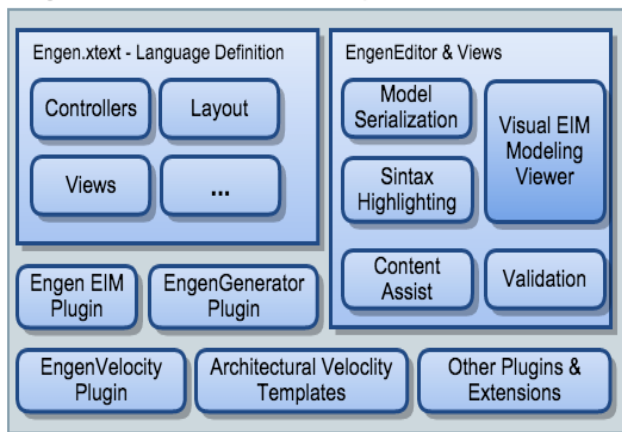 Engen.xtext - Language Definition
Controllers
Layout
Views
...
EngenEditor & Views
Model
Serialization
Sintax
Highlighting
Visual EIM
Modeling
Viewer
Content
Assist
Validation
Engen EIM
Plugin
EngenGenerator
Plugin
EngenVelocity
Plugin
Architectural Veloclity
Templates
Other Plugins &
Extensions